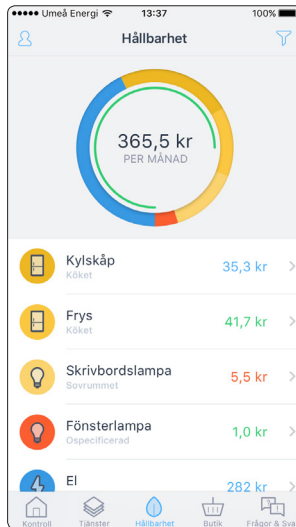 Umeå Energi 13:37 100%
Hållbarhet
365,5 kr
PER MÅNAD
Kylskåp
Köket
35,3 kr
Frys
Köket
41,7 kr
Skrivbordslampa
Sovrummet
5,5 kr
Fönsterlampa
Ospecificerad
1,0 kr
El
282 kr
Kontroll Tjänster Hållbarhet Butik Frågor & Sva